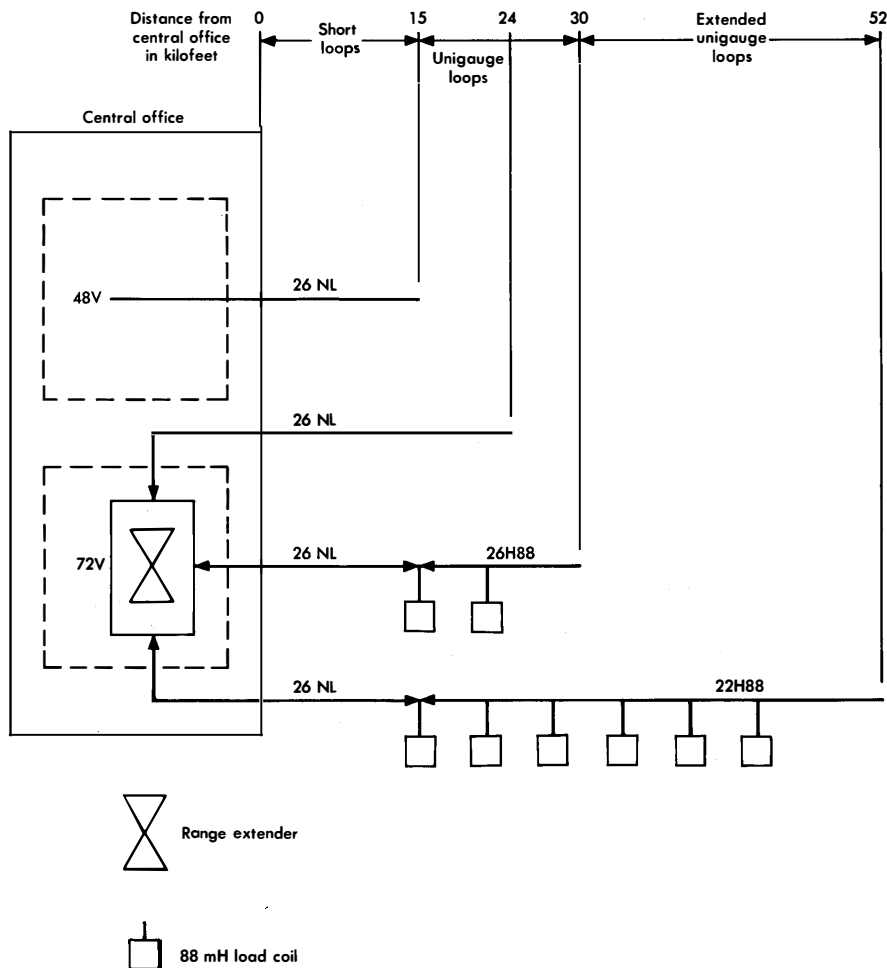 Distance from
central office
in kilofeet
0
Short
loops
15
24
30
Unigauge
loops
Extended
unigauge
loops
52
Central office
48V
26 NL
26 NL
72V
26 NL
26H88
26 NL
22H88
Range extender
88 mH load coil